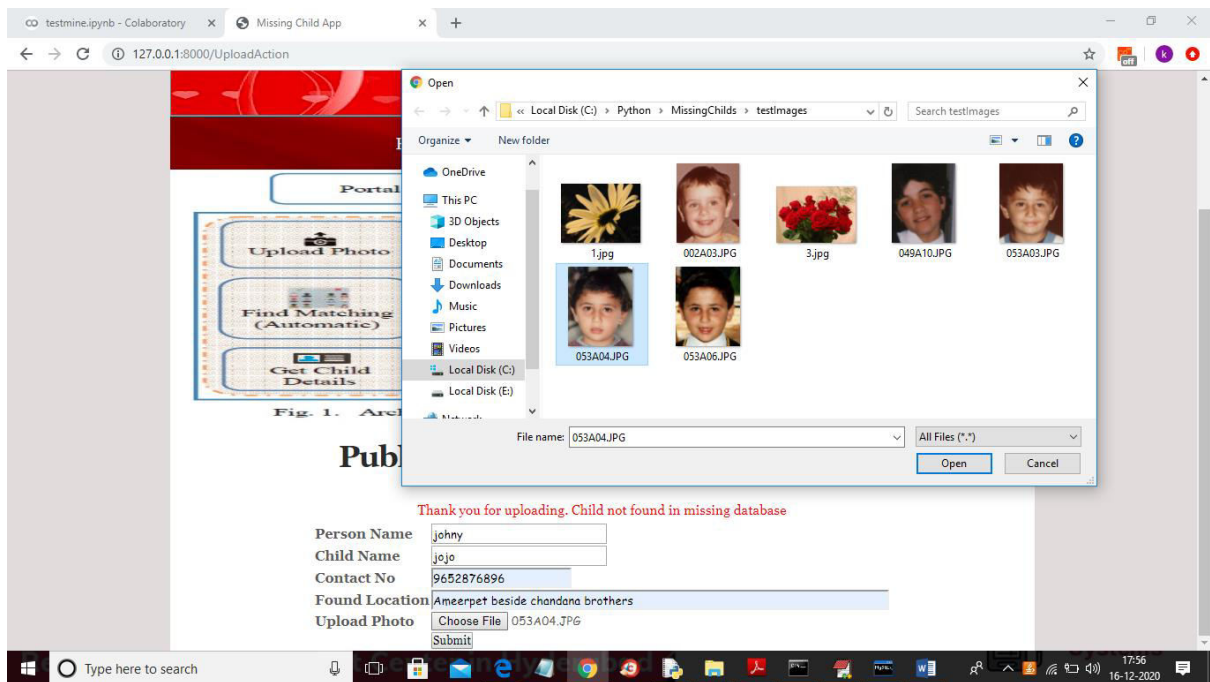 testmine.ipynb - Colaboratory
Missing Child App
127.0.0.1:8000/UploadAction
off
k
Open
« Local Disk (C:) › Python › MissingChilds › testImages
Search testImages
Organize
New folder
OneDrive
This PC
3D Objects
Desktop
Documents
Downloads
Music
Pictures
Videos
Local Disk (C:)
Local Disk (E:)
Network
1.jpg
002A03.JPG
3.jpg
049A10.JPG
053A03.JPG
053A04.JPG
053A06.JPG
File name: 053A04.JPG
All Files (*.*)
Open
Cancel
Portal
Upload Photo
Find Matching
(Automatic)
Get Child
Details
Fig. 1.
Publ
Thank you for uploading. Child not found in missing database
Person Name johny
Child Name jojo
Contact No 9652876896
Found Location Ameerpet beside chandana brothers
Upload Photo Choose File 053A04.JPG
Submit
Type here to search
17:56
16-12-2020